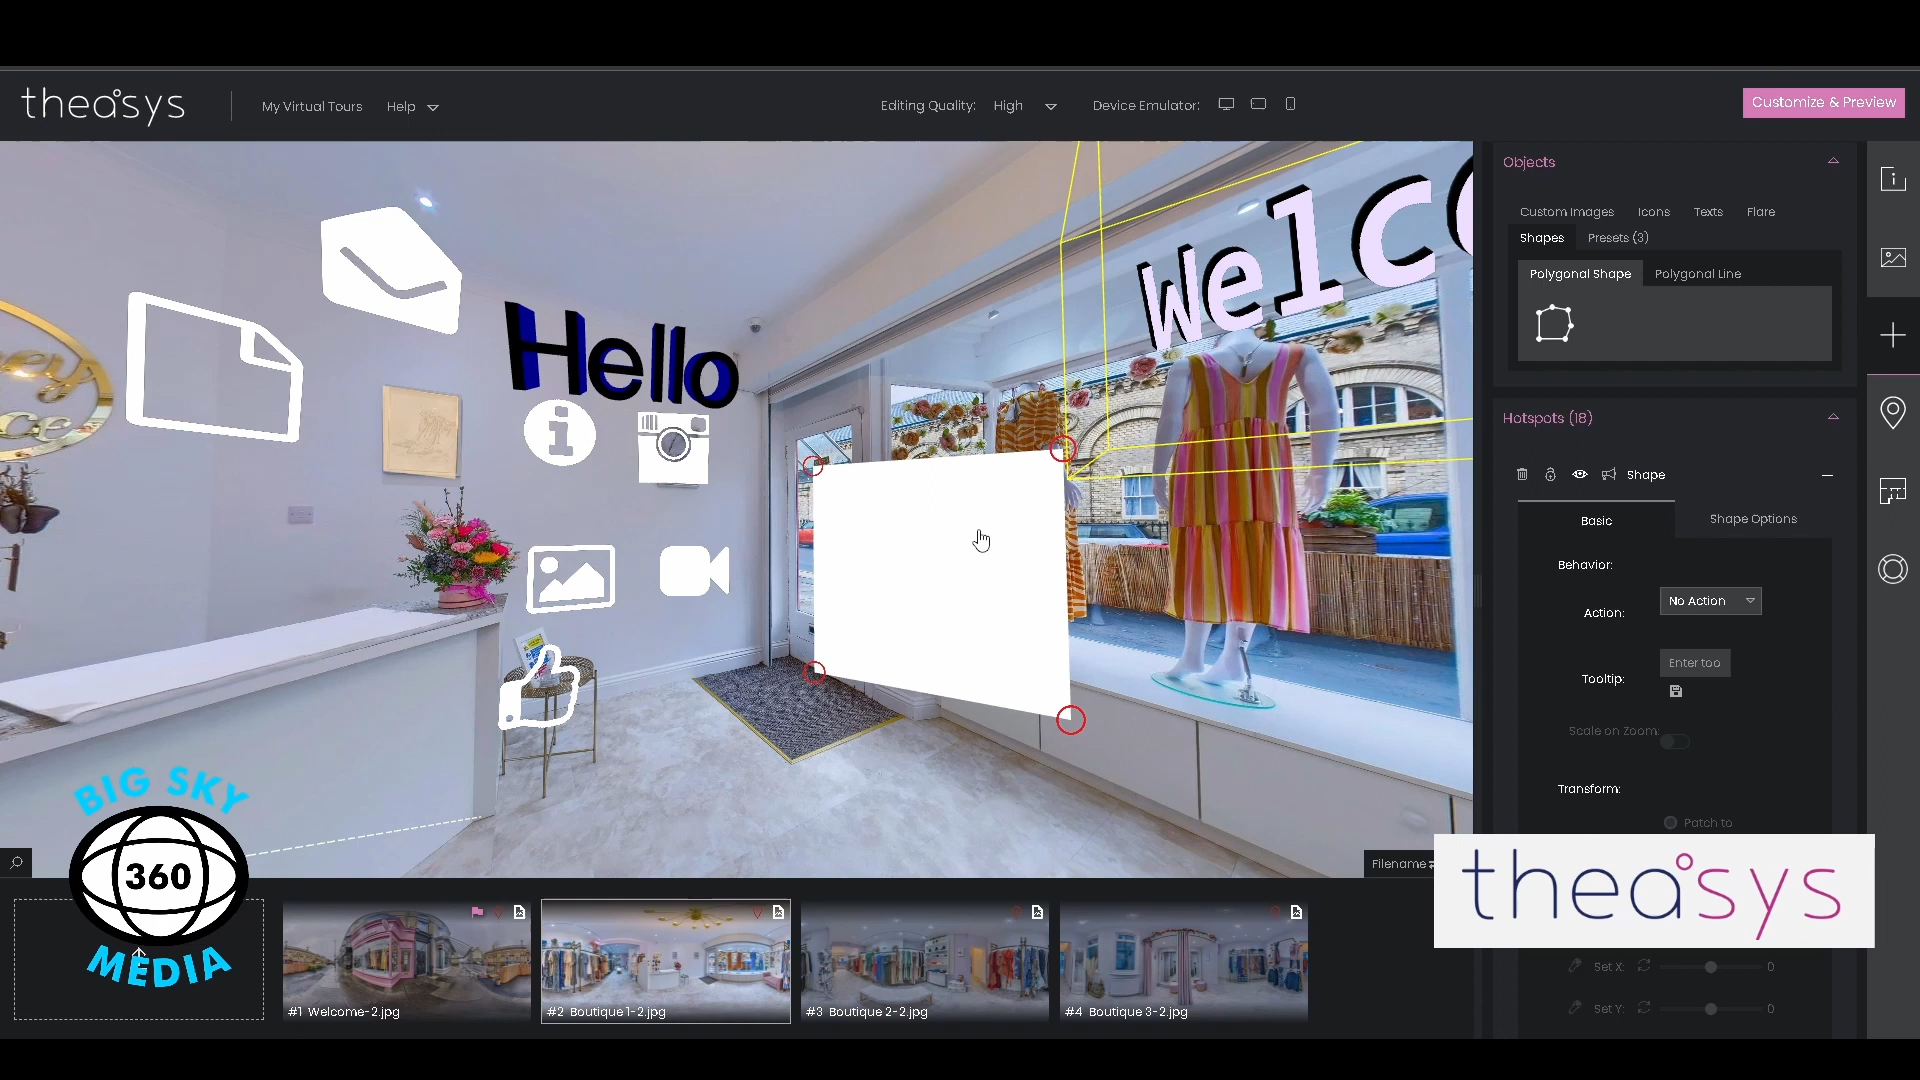 theasys
My Virtual Tours
Help
Editing Quality:
High
Device Emulator:
Customize & Preview
Objects
Custom Images
Icons
Texts
Flare
Shapes
Presets (3)
Polygonal Shape
Polygonal Line
Hello
Welco
Hotspots (18)
Shape
Basic
Shape Options
Behavior:
Action:
No Action
Tooltip:
Enter too
Scale on Zoom:
Transform:
Patch to
Filename
theasys
Set X:
0
Set Y:
0
BIG SKY
360
MEDIA
#1 Welcome-2.jpg
#2 Boutique 1-2.jpg
#3 Boutique 2-2.jpg
#4 Boutique 3-2.jpg